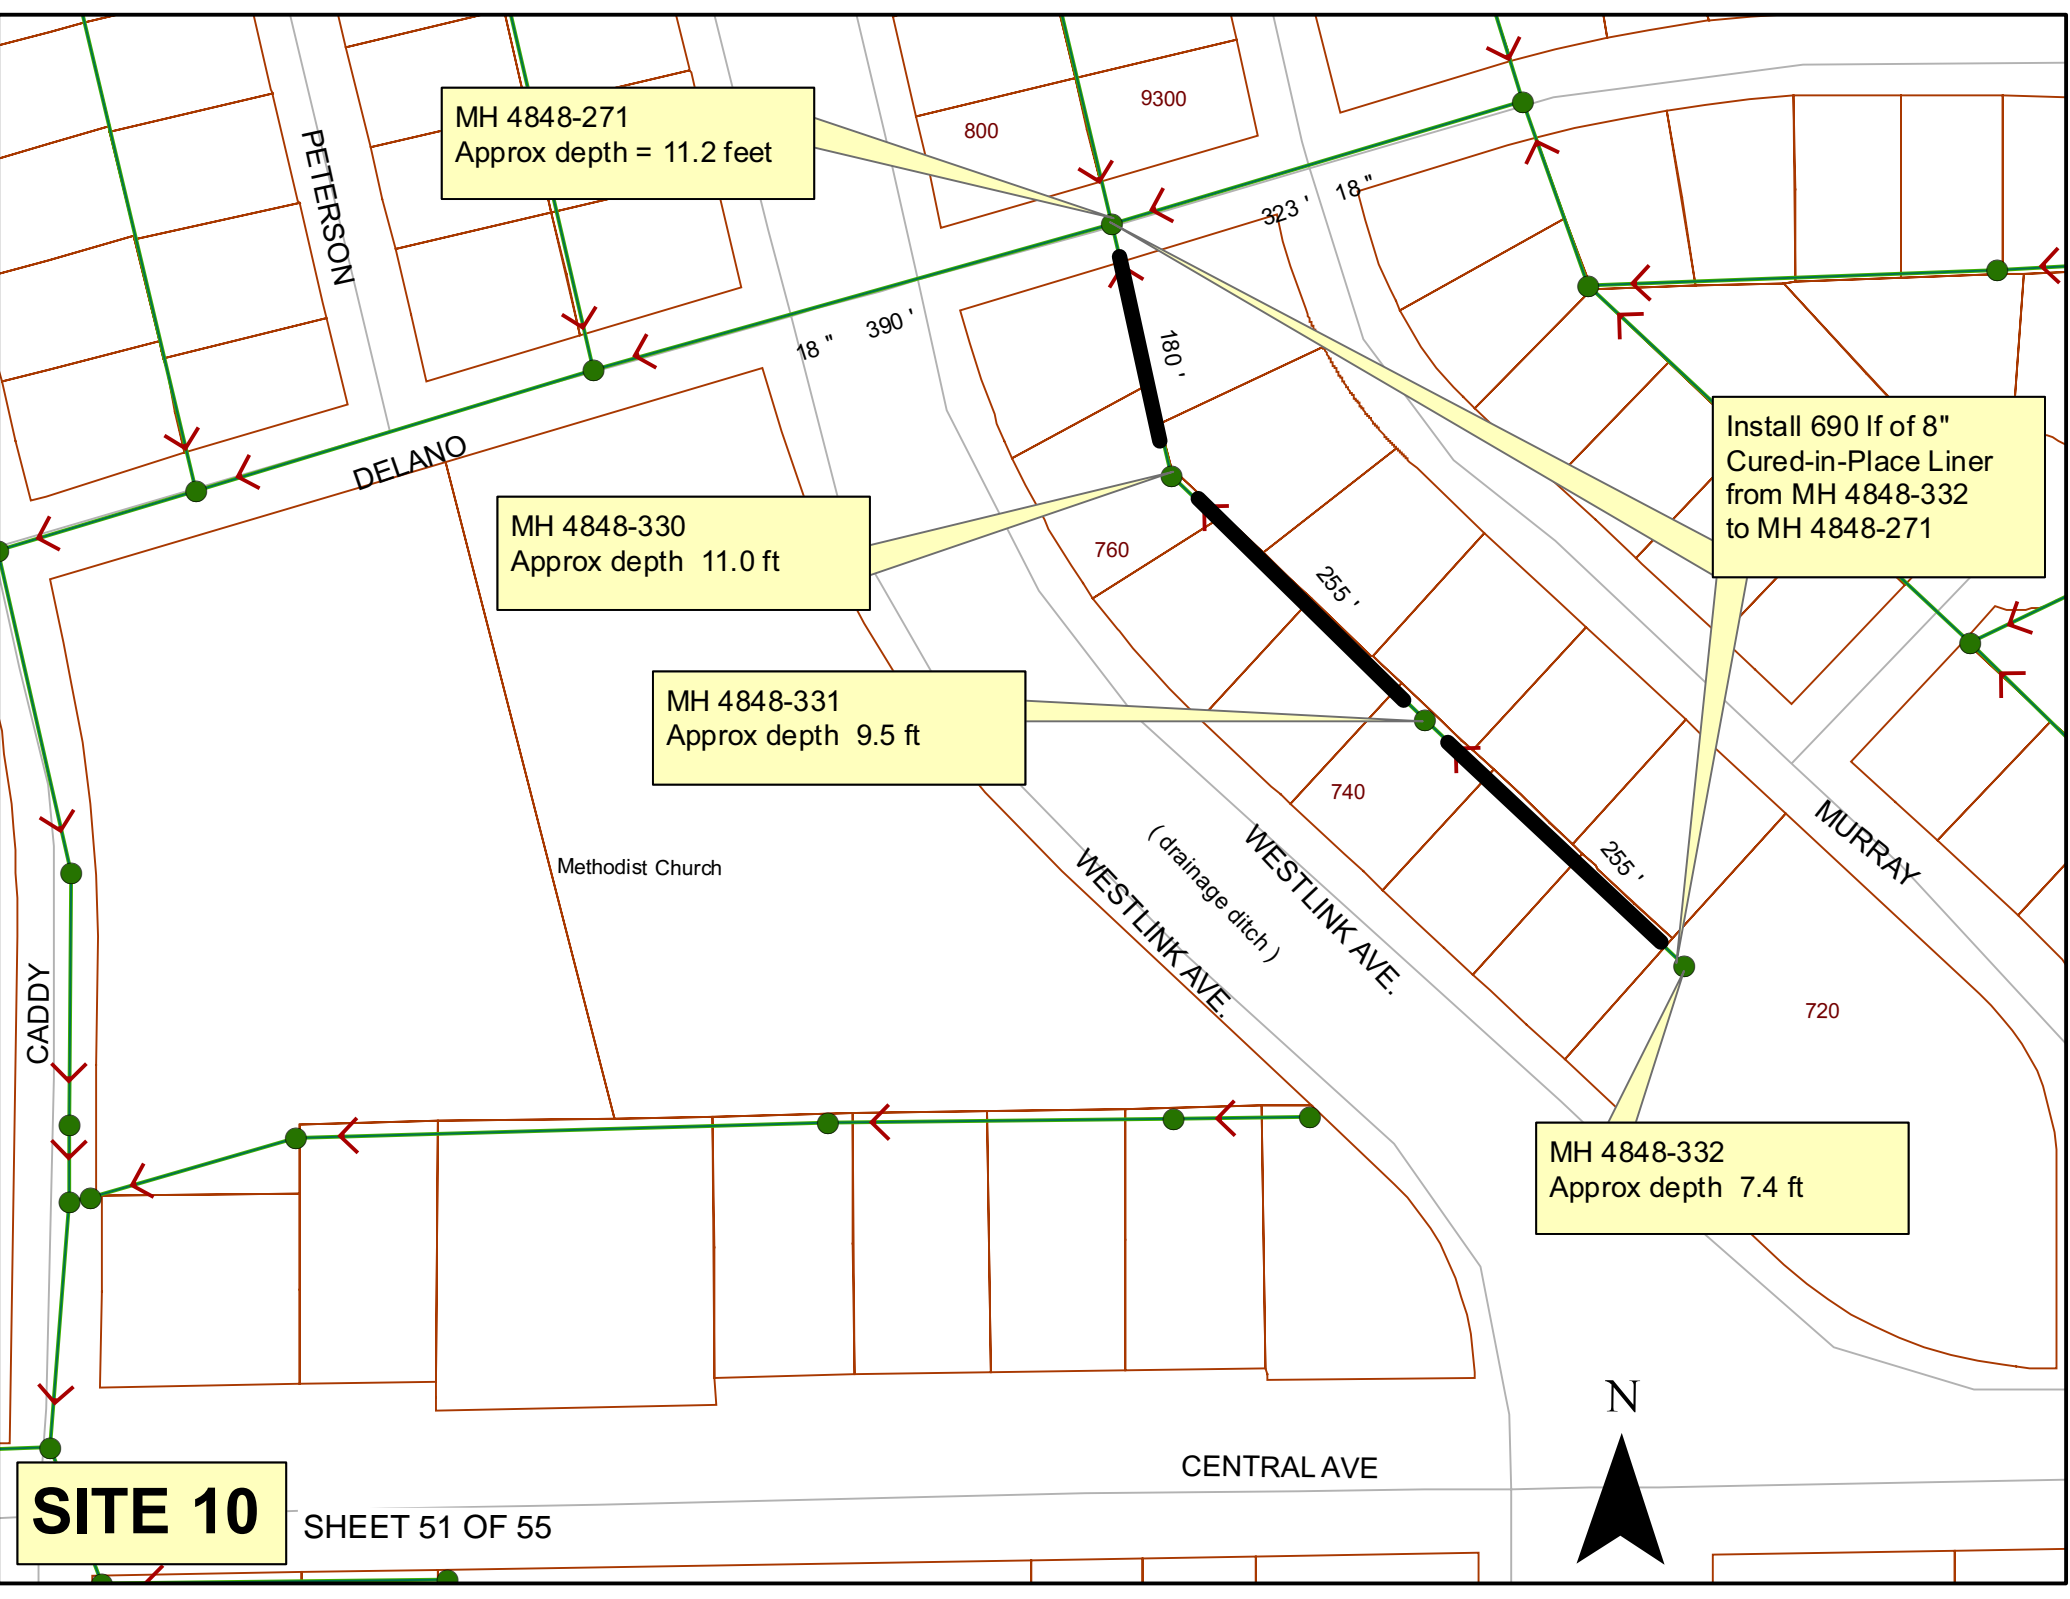 9300
800
MH 4848-271
Approx depth = 11.2 feet
PETERSON
323 '
18 "
18 "
390 '
180 '
DELANO
Install 690 lf of 8"
Cured-in-Place Liner
from MH 4848-332
to MH 4848-271
MH 4848-330
Approx depth 11.0 ft
760
255 '
MH 4848-331
Approx depth 9.5 ft
740
MURRAY
255 '
Methodist Church
WESTLINK AVE.
( drainage ditch )
WESTLINK AVE.
CADDY
720
MH 4848-332
Approx depth 7.4 ft
N
CENTRAL AVE
SITE 10
SHEET 51 OF 55